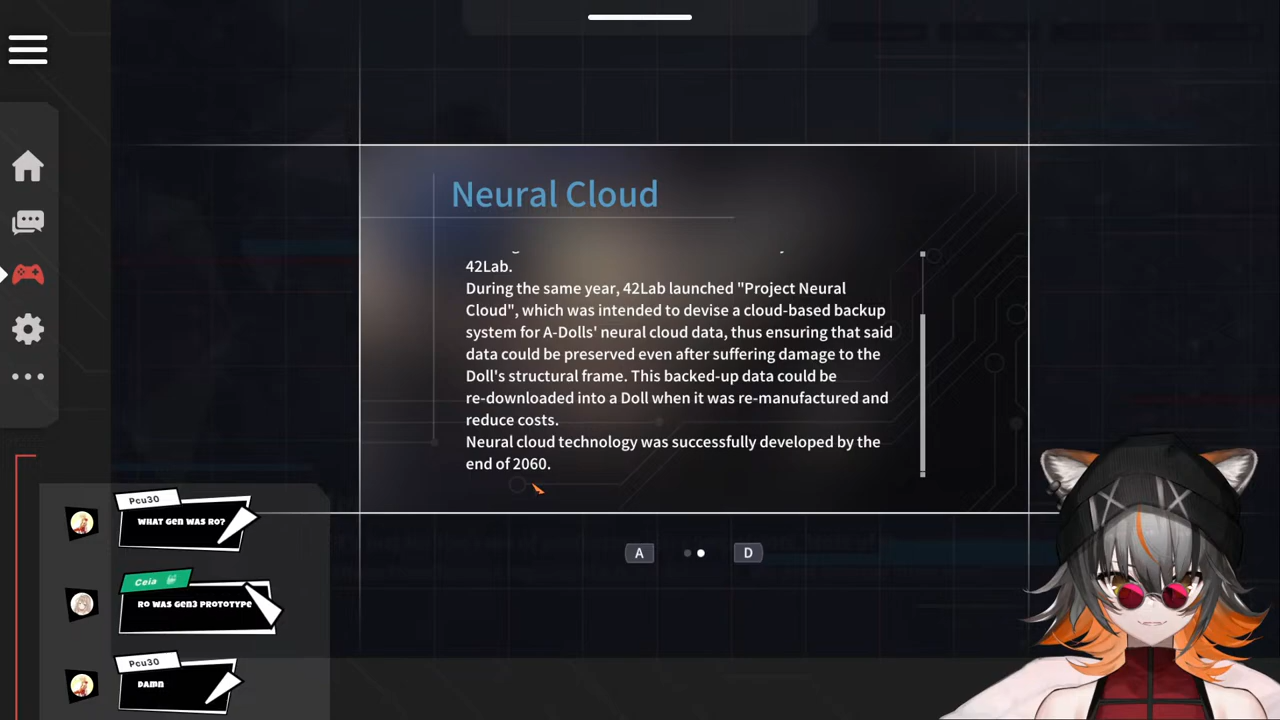 Neural Cloud
42Lab.
During the same year, 42Lab launched "Project Neural
Cloud", which was intended to devise a cloud-based backup
system for A-Dolls' neural cloud data, thus ensuring that said
data could be preserved even after suffering damage to the
Doll's structural frame. This backed-up data could be
re-downloaded into a Doll when it was re-manufactured and
reduce costs.
Neural cloud technology was successfully developed by the
end of 2060.
A
D
Pcu30
WHAT Gen WAS RO?
Ceia
RO WAS Gen3 PROTOTYPE
Pcu30
DAMN